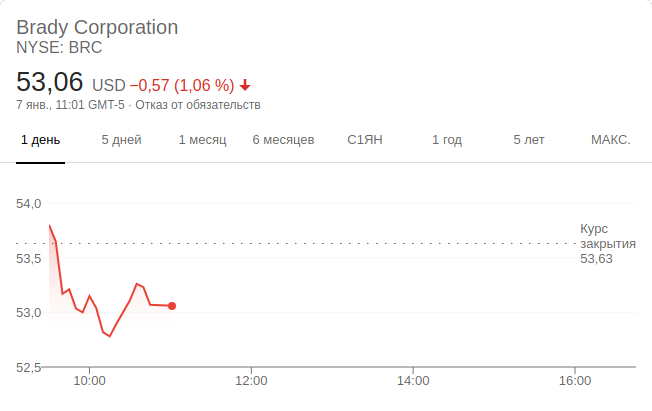 Brady Corporation
NYSE: BRC
53,06 USD −0,57 (1,06 %)
7 янв., 11:01 GMT-5 · Отказ от обязательств
1 день 5 дней 1 месяц 6 месяцев С1ЯН 1 год 5 лет МАКС.
54,0
Курс
закрытия
53,63
53,5
53,0
52,5
10:00 12:00 14:00 16:00